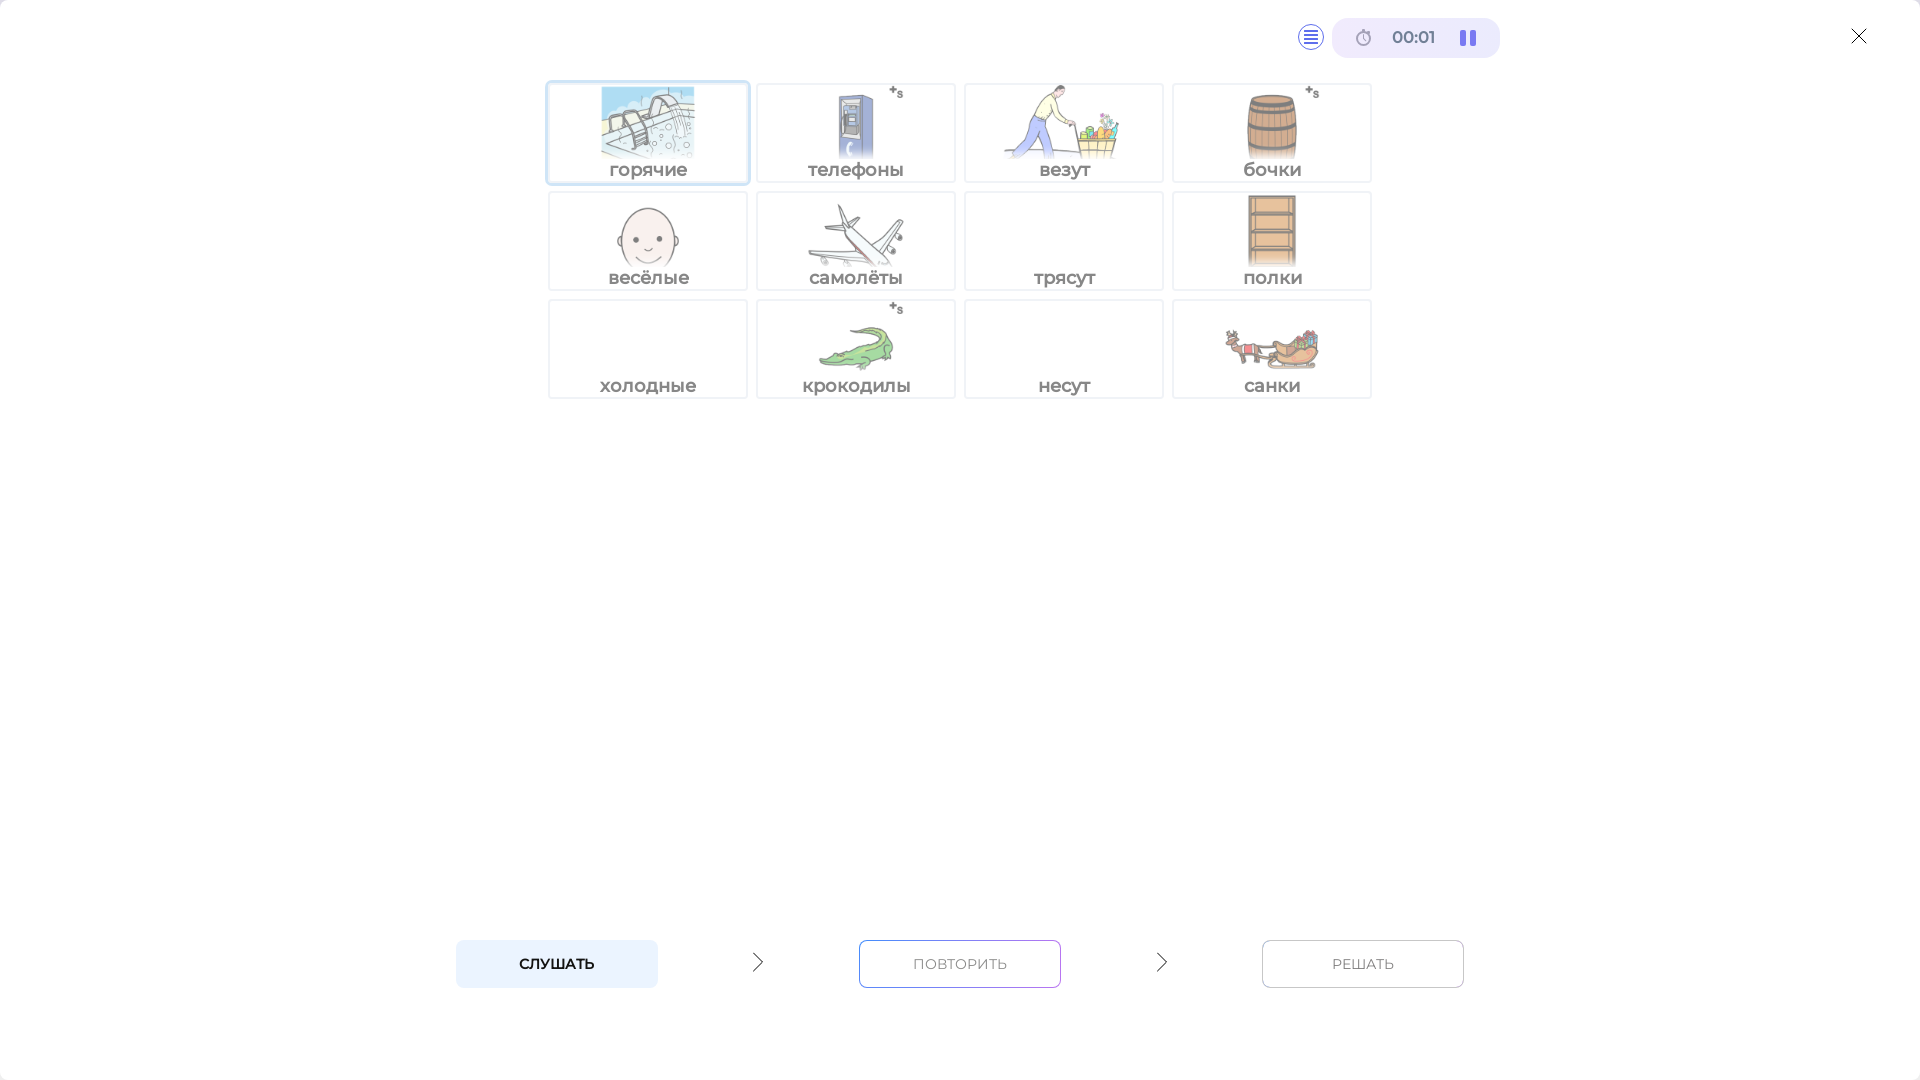 00:01
горячие телефоны везут бочки
весёлые самолёты трясут полки
холодные крокодилы несут санки
СЛУШАТЬ ПОВТОРИТЬ РЕШАТЬ